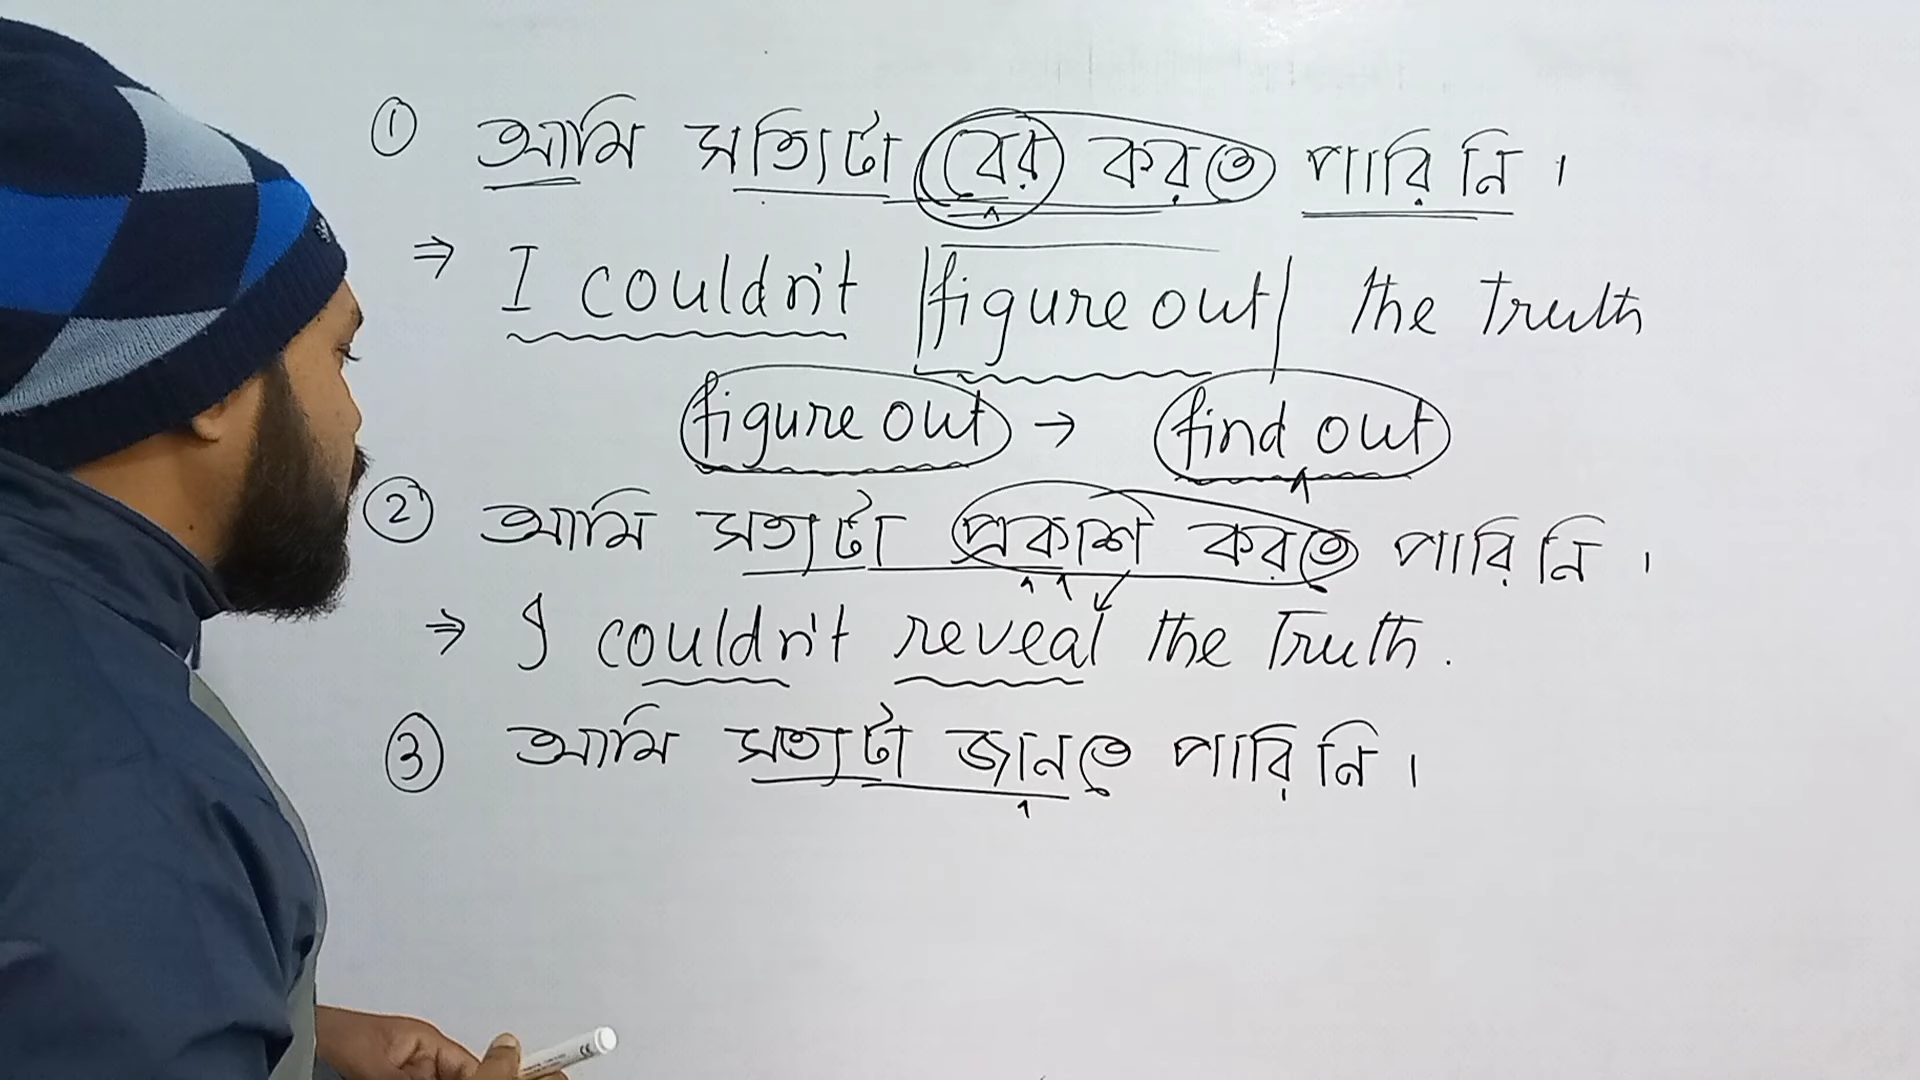 ① আমি সত্যিটা বের করতে পারি নি ।
⇒ I couldn't figure out the truth
figure out → find out
② আমি সত্যটা প্রকাশ করতে পারি নি ।
⇒ I couldn't reveal the Truth.
③ আমি সত্যটা জানতে পারি নি ।